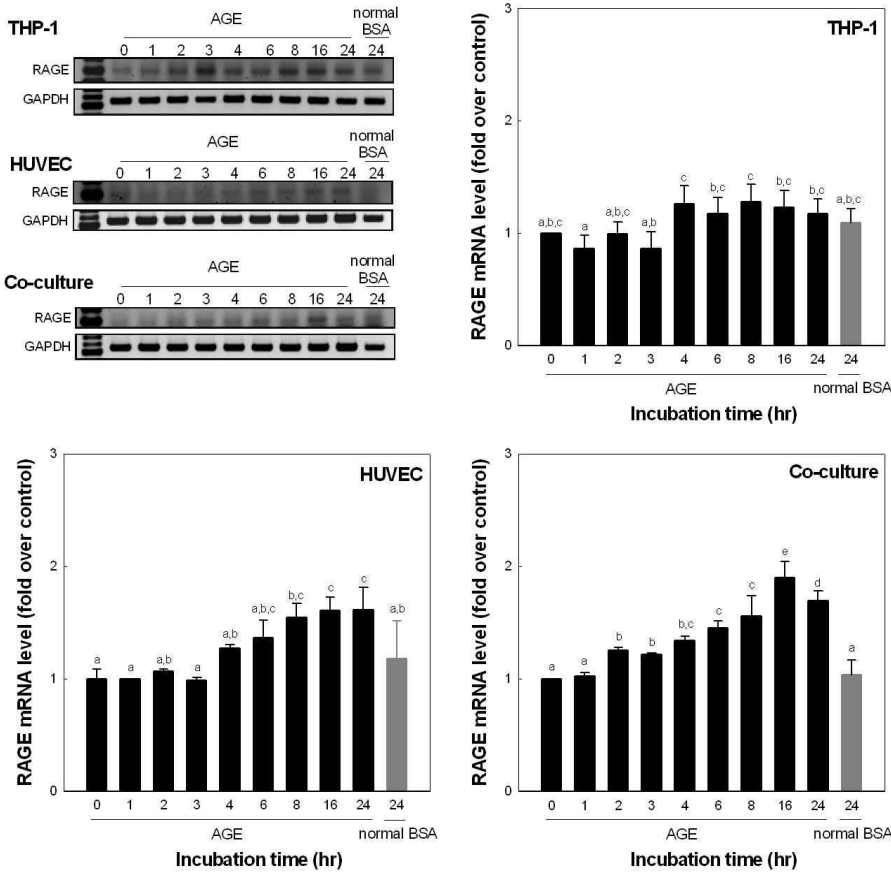 THP-1
AGE
normal
BSA
0 1 2 3 4 6 8 16 24 24
RAGE
GAPDH
HUVEC
AGE
normal
BSA
0 1 2 3 4 6 8 16 24 24
RAGE
GAPDH
Co-culture
AGE
normal
BSA
0 1 2 3 4 6 8 16 24 24
RAGE
GAPDH
THP-1
RAGE mRNA level (fold over control)
3
2
1
0
a,b,c a a,b,c a,b c b,c c b,c b,c a,b,c
0 1 2 3 4 6 8 16 24 24
AGE normal BSA
Incubation time (hr)
HUVEC
RAGE mRNA level (fold over control)
3
2
1
0
a a a,b a a,b a,b,c b,c c c a,b
0 1 2 3 4 6 8 16 24 24
AGE normal BSA
Incubation time (hr)
Co-culture
RAGE mRNA level (fold over control)
3
2
1
0
a a b b b,c c c e d a
0 1 2 3 4 6 8 16 24 24
AGE normal BSA
Incubation time (hr)